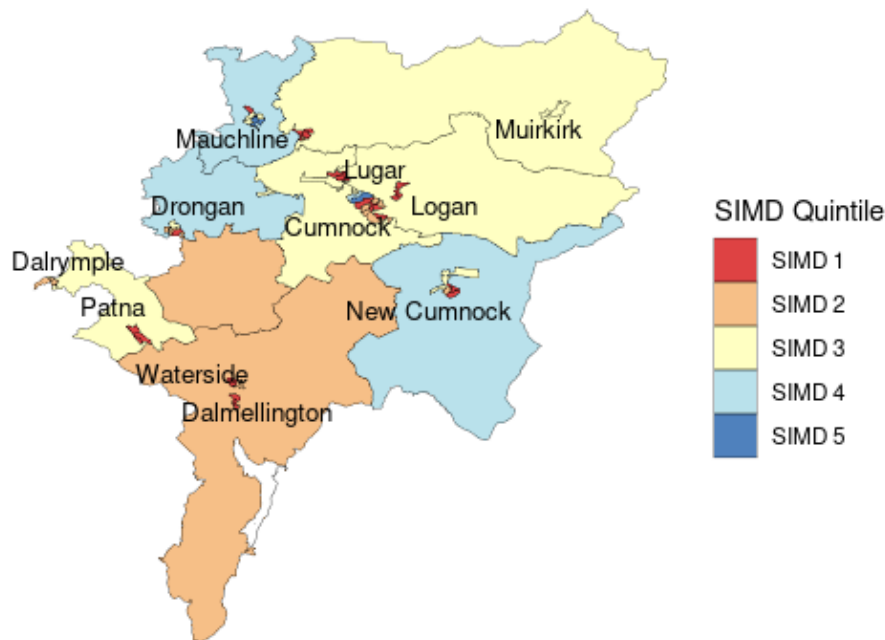 Mauchline
Muirkirk
Lugar
Drongan
Logan
Cumnock
Dalrymple
Patna
New Cumnock
Waterside
Dalmellington
SIMD Quintile
SIMD 1
SIMD 2
SIMD 3
SIMD 4
SIMD 5